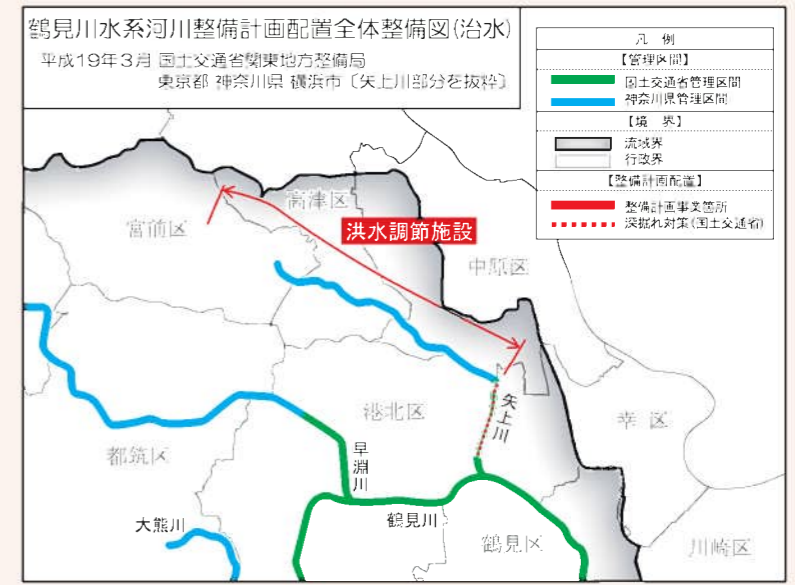 鶴見川水系河川整備計画配置全体整備図(治水)
平成19年3月 国土交通省関東地方整備局
東京都 神奈川県 横浜市〔矢上川部分を抜粋〕
凡 例
【管理区間】
国土交通省管理区間
神奈川県管理区間
【境 界】
流域界
行政界
【整備計画配置】
整備計画事業箇所
深掘れ対策(国土交通省)
高津区
宮前区
洪水調節施設
中原区
港北区
矢上川
幸 区
都筑区
早淵川
大熊川
鶴見川
鶴見区
川崎区